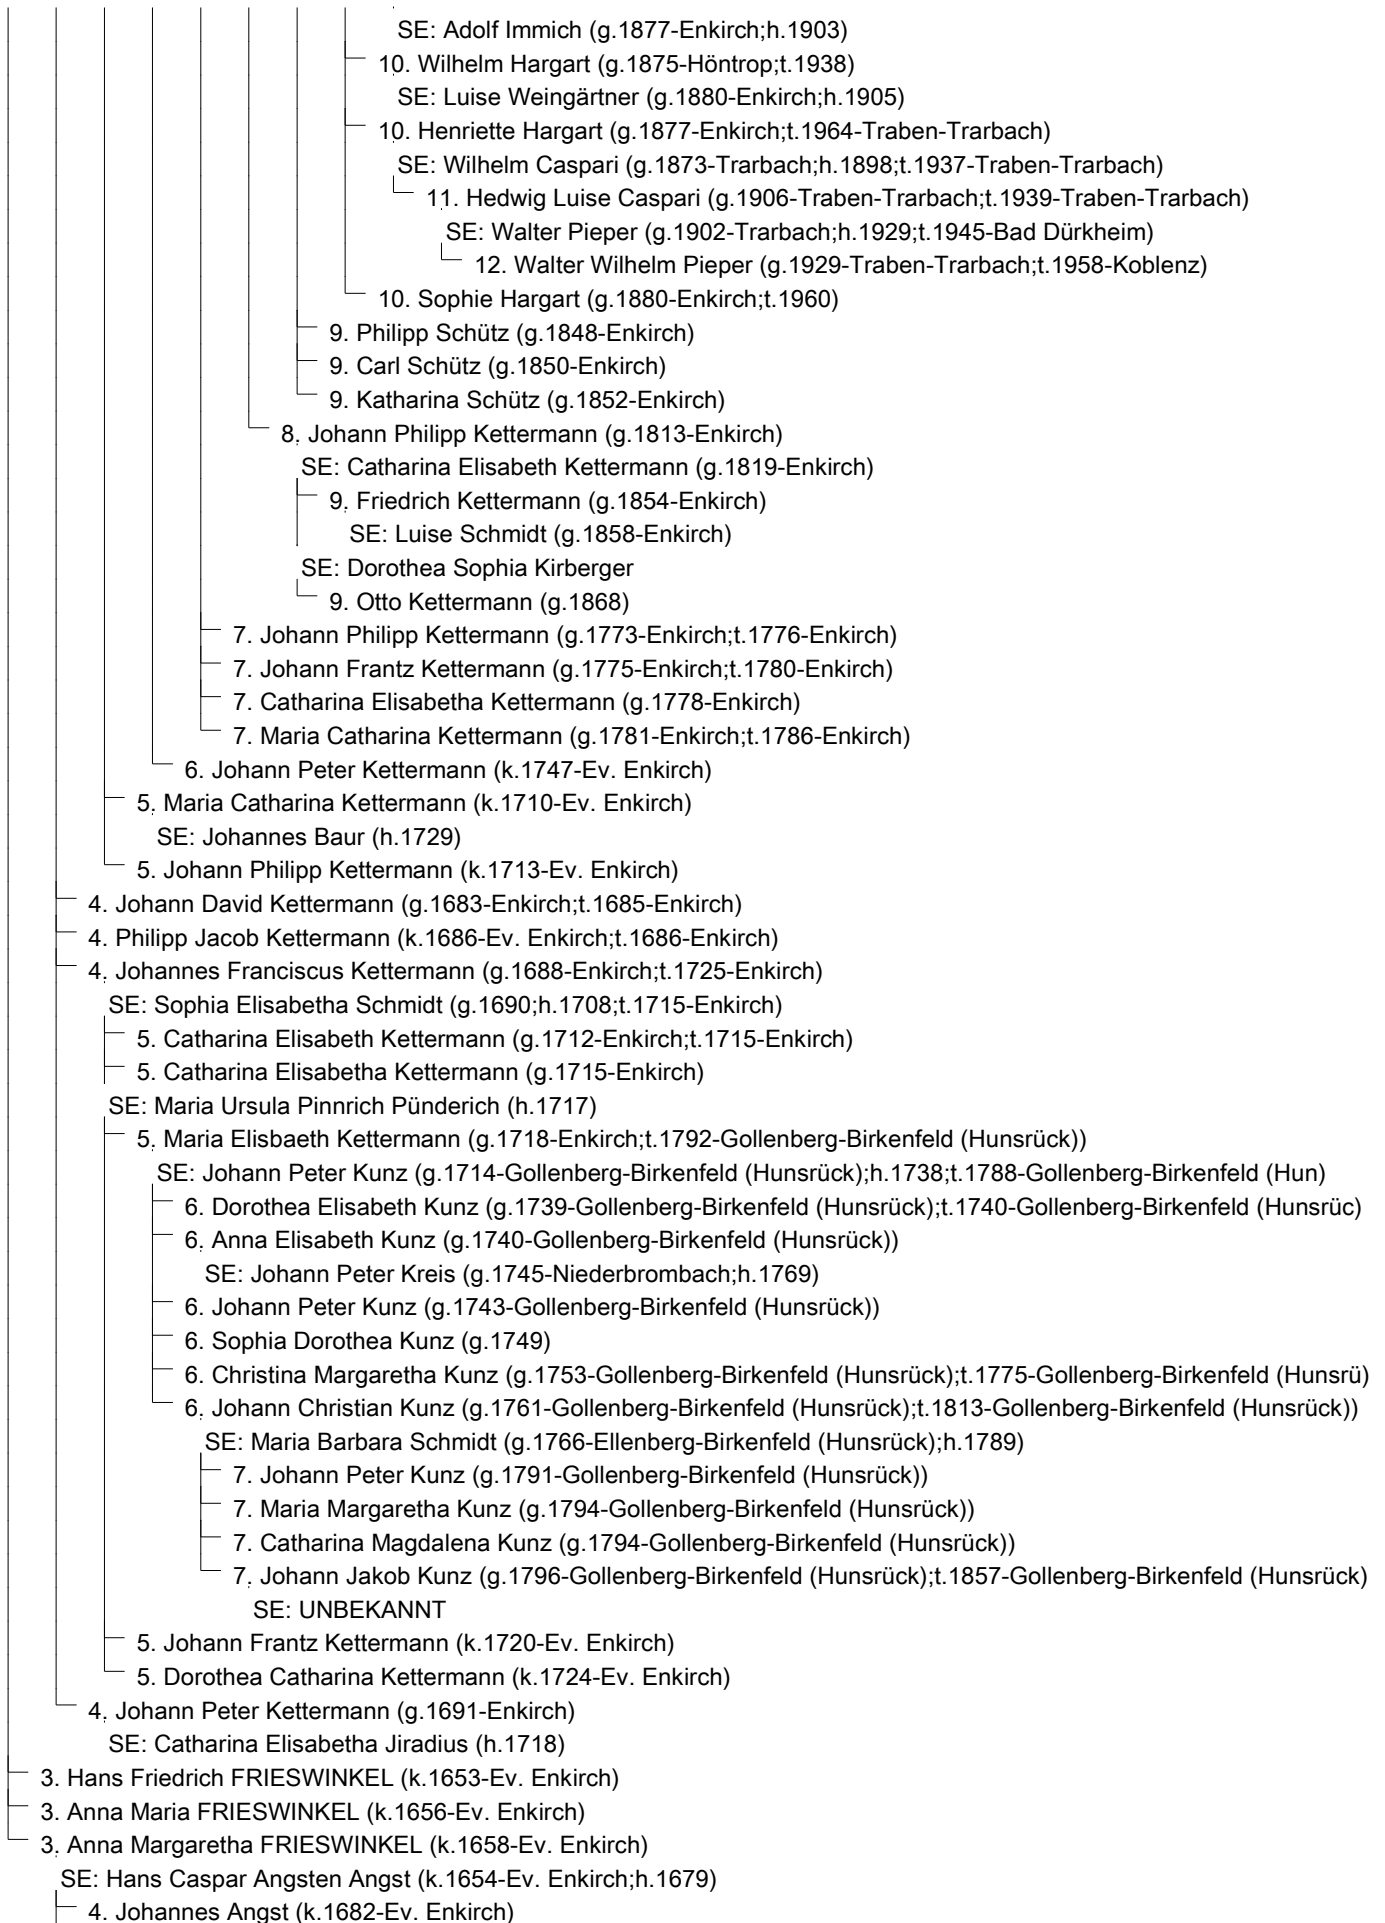 SE: Adolf Immich (g.1877-Enkirch;h.1903)
10. Wilhelm Hargart (g.1875-Höntrop;t.1938)
SE: Luise Weingärtner (g.1880-Enkirch;h.1905)
10. Henriette Hargart (g.1877-Enkirch;t.1964-Traben-Trarbach)
SE: Wilhelm Caspari (g.1873-Trarbach;h.1898;t.1937-Traben-Trarbach)
11. Hedwig Luise Caspari (g.1906-Traben-Trarbach;t.1939-Traben-Trarbach)
SE: Walter Pieper (g.1902-Trarbach;h.1929;t.1945-Bad Dürkheim)
12. Walter Wilhelm Pieper (g.1929-Traben-Trarbach;t.1958-Koblenz)
10. Sophie Hargart (g.1880-Enkirch;t.1960)
9. Philipp Schütz (g.1848-Enkirch)
9. Carl Schütz (g.1850-Enkirch)
9. Katharina Schütz (g.1852-Enkirch)
8. Johann Philipp Kettermann (g.1813-Enkirch)
SE: Catharina Elisabeth Kettermann (g.1819-Enkirch)
9. Friedrich Kettermann (g.1854-Enkirch)
SE: Luise Schmidt (g.1858-Enkirch)
SE: Dorothea Sophia Kirberger
9. Otto Kettermann (g.1868)
7. Johann Philipp Kettermann (g.1773-Enkirch;t.1776-Enkirch)
7. Johann Frantz Kettermann (g.1775-Enkirch;t.1780-Enkirch)
7. Catharina Elisabetha Kettermann (g.1778-Enkirch)
7. Maria Catharina Kettermann (g.1781-Enkirch;t.1786-Enkirch)
6. Johann Peter Kettermann (k.1747-Ev. Enkirch)
5. Maria Catharina Kettermann (k.1710-Ev. Enkirch)
SE: Johannes Baur (h.1729)
5. Johann Philipp Kettermann (k.1713-Ev. Enkirch)
4. Johann David Kettermann (g.1683-Enkirch;t.1685-Enkirch)
4. Philipp Jacob Kettermann (k.1686-Ev. Enkirch;t.1686-Enkirch)
4. Johannes Franciscus Kettermann (g.1688-Enkirch;t.1725-Enkirch)
SE: Sophia Elisabetha Schmidt (g.1690;h.1708;t.1715-Enkirch)
5. Catharina Elisabeth Kettermann (g.1712-Enkirch;t.1715-Enkirch)
5. Catharina Elisabetha Kettermann (g.1715-Enkirch)
SE: Maria Ursula Pinnrich Pünderich (h.1717)
5. Maria Elisbaeth Kettermann (g.1718-Enkirch;t.1792-Gollenberg-Birkenfeld (Hunsrück))
SE: Johann Peter Kunz (g.1714-Gollenberg-Birkenfeld (Hunsrück);h.1738;t.1788-Gollenberg-Birkenfeld (Hun)
6. Dorothea Elisabeth Kunz (g.1739-Gollenberg-Birkenfeld (Hunsrück);t.1740-Gollenberg-Birkenfeld (Hunsrüc)
6. Anna Elisabeth Kunz (g.1740-Gollenberg-Birkenfeld (Hunsrück))
SE: Johann Peter Kreis (g.1745-Niederbrombach;h.1769)
6. Johann Peter Kunz (g.1743-Gollenberg-Birkenfeld (Hunsrück))
6. Sophia Dorothea Kunz (g.1749)
6. Christina Margaretha Kunz (g.1753-Gollenberg-Birkenfeld (Hunsrück);t.1775-Gollenberg-Birkenfeld (Hunsrü)
6. Johann Christian Kunz (g.1761-Gollenberg-Birkenfeld (Hunsrück);t.1813-Gollenberg-Birkenfeld (Hunsrück))
SE: Maria Barbara Schmidt (g.1766-Ellenberg-Birkenfeld (Hunsrück);h.1789)
7. Johann Peter Kunz (g.1791-Gollenberg-Birkenfeld (Hunsrück))
7. Maria Margaretha Kunz (g.1794-Gollenberg-Birkenfeld (Hunsrück))
7. Catharina Magdalena Kunz (g.1794-Gollenberg-Birkenfeld (Hunsrück))
7. Johann Jakob Kunz (g.1796-Gollenberg-Birkenfeld (Hunsrück);t.1857-Gollenberg-Birkenfeld (Hunsrück)
SE: UNBEKANNT
5. Johann Frantz Kettermann (k.1720-Ev. Enkirch)
5. Dorothea Catharina Kettermann (k.1724-Ev. Enkirch)
4. Johann Peter Kettermann (g.1691-Enkirch)
SE: Catharina Elisabetha Jiradius (h.1718)
3. Hans Friedrich FRIESWINKEL (k.1653-Ev. Enkirch)
3. Anna Maria FRIESWINKEL (k.1656-Ev. Enkirch)
3. Anna Margaretha FRIESWINKEL (k.1658-Ev. Enkirch)
SE: Hans Caspar Angsten Angst (k.1654-Ev. Enkirch;h.1679)
4. Johannes Angst (k.1682-Ev. Enkirch)